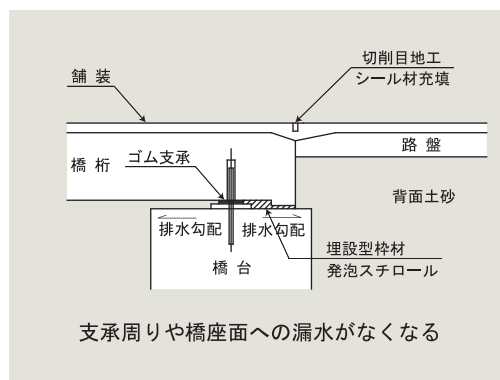 切削目地工
シール材充填
舗装
路盤
橋桁
ゴム支承
背面土砂
排水勾配
排水勾配
埋設型枠材
発泡スチロール
橋台
支承周りや橋座面への漏水がなくなる